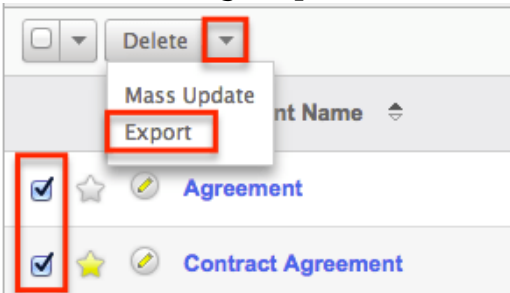 Delete
Mass Update
nt Name
Export
Agreement
Contract Agreement